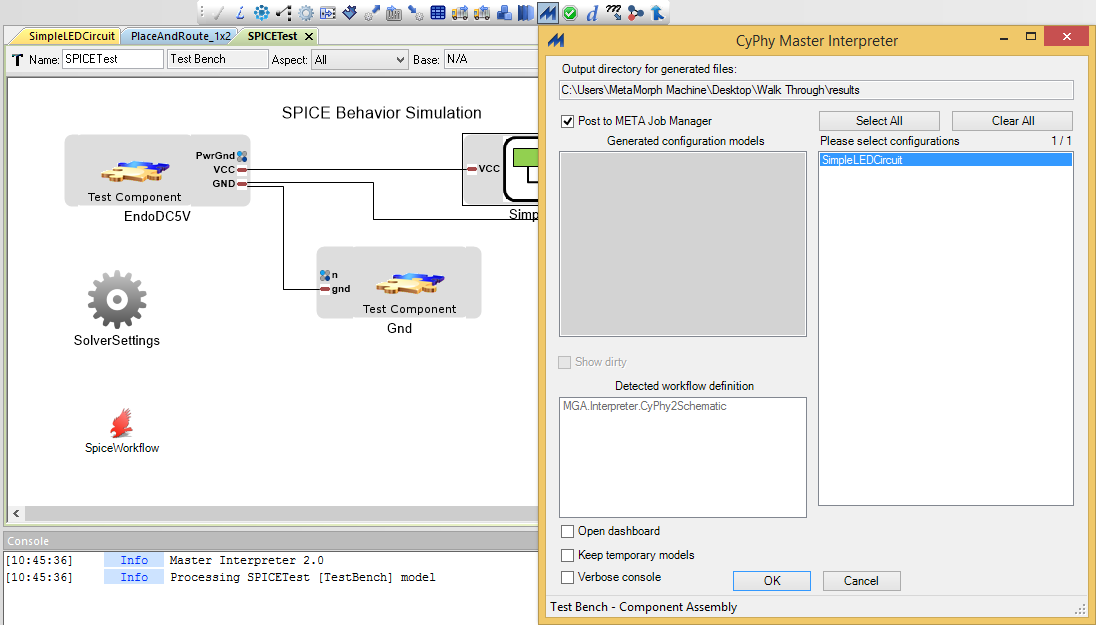 SimpleLEDCircuit PlaceAndRoute_1x2 SPICETest
Name: SPICETest Test Bench Aspect: All Base: N/A
SPICE Behavior Simulation
PwrGnd
VCC
GND
Test Component
EndoDC5V
VCC
Simp
n
gnd
Test Component
Gnd
SolverSettings
SpiceWorkflow
Console
[10:45:36] Info Master Interpreter 2.0
[10:45:36] Info Processing SPICETest [TestBench] model
CyPhy Master Interpreter
Output directory for generated files:
C:\Users\MetaMorph Machine\Desktop\Walk Through\results
Post to META Job Manager
Select All Clear All
Generated configuration models
Please select configurations 1 / 1
SimpleLEDCircuit
Show dirty
Detected workflow definition
MGA.Interpreter.CyPhy2Schematic
Open dashboard
Keep temporary models
Verbose console
OK Cancel
Test Bench - Component Assembly